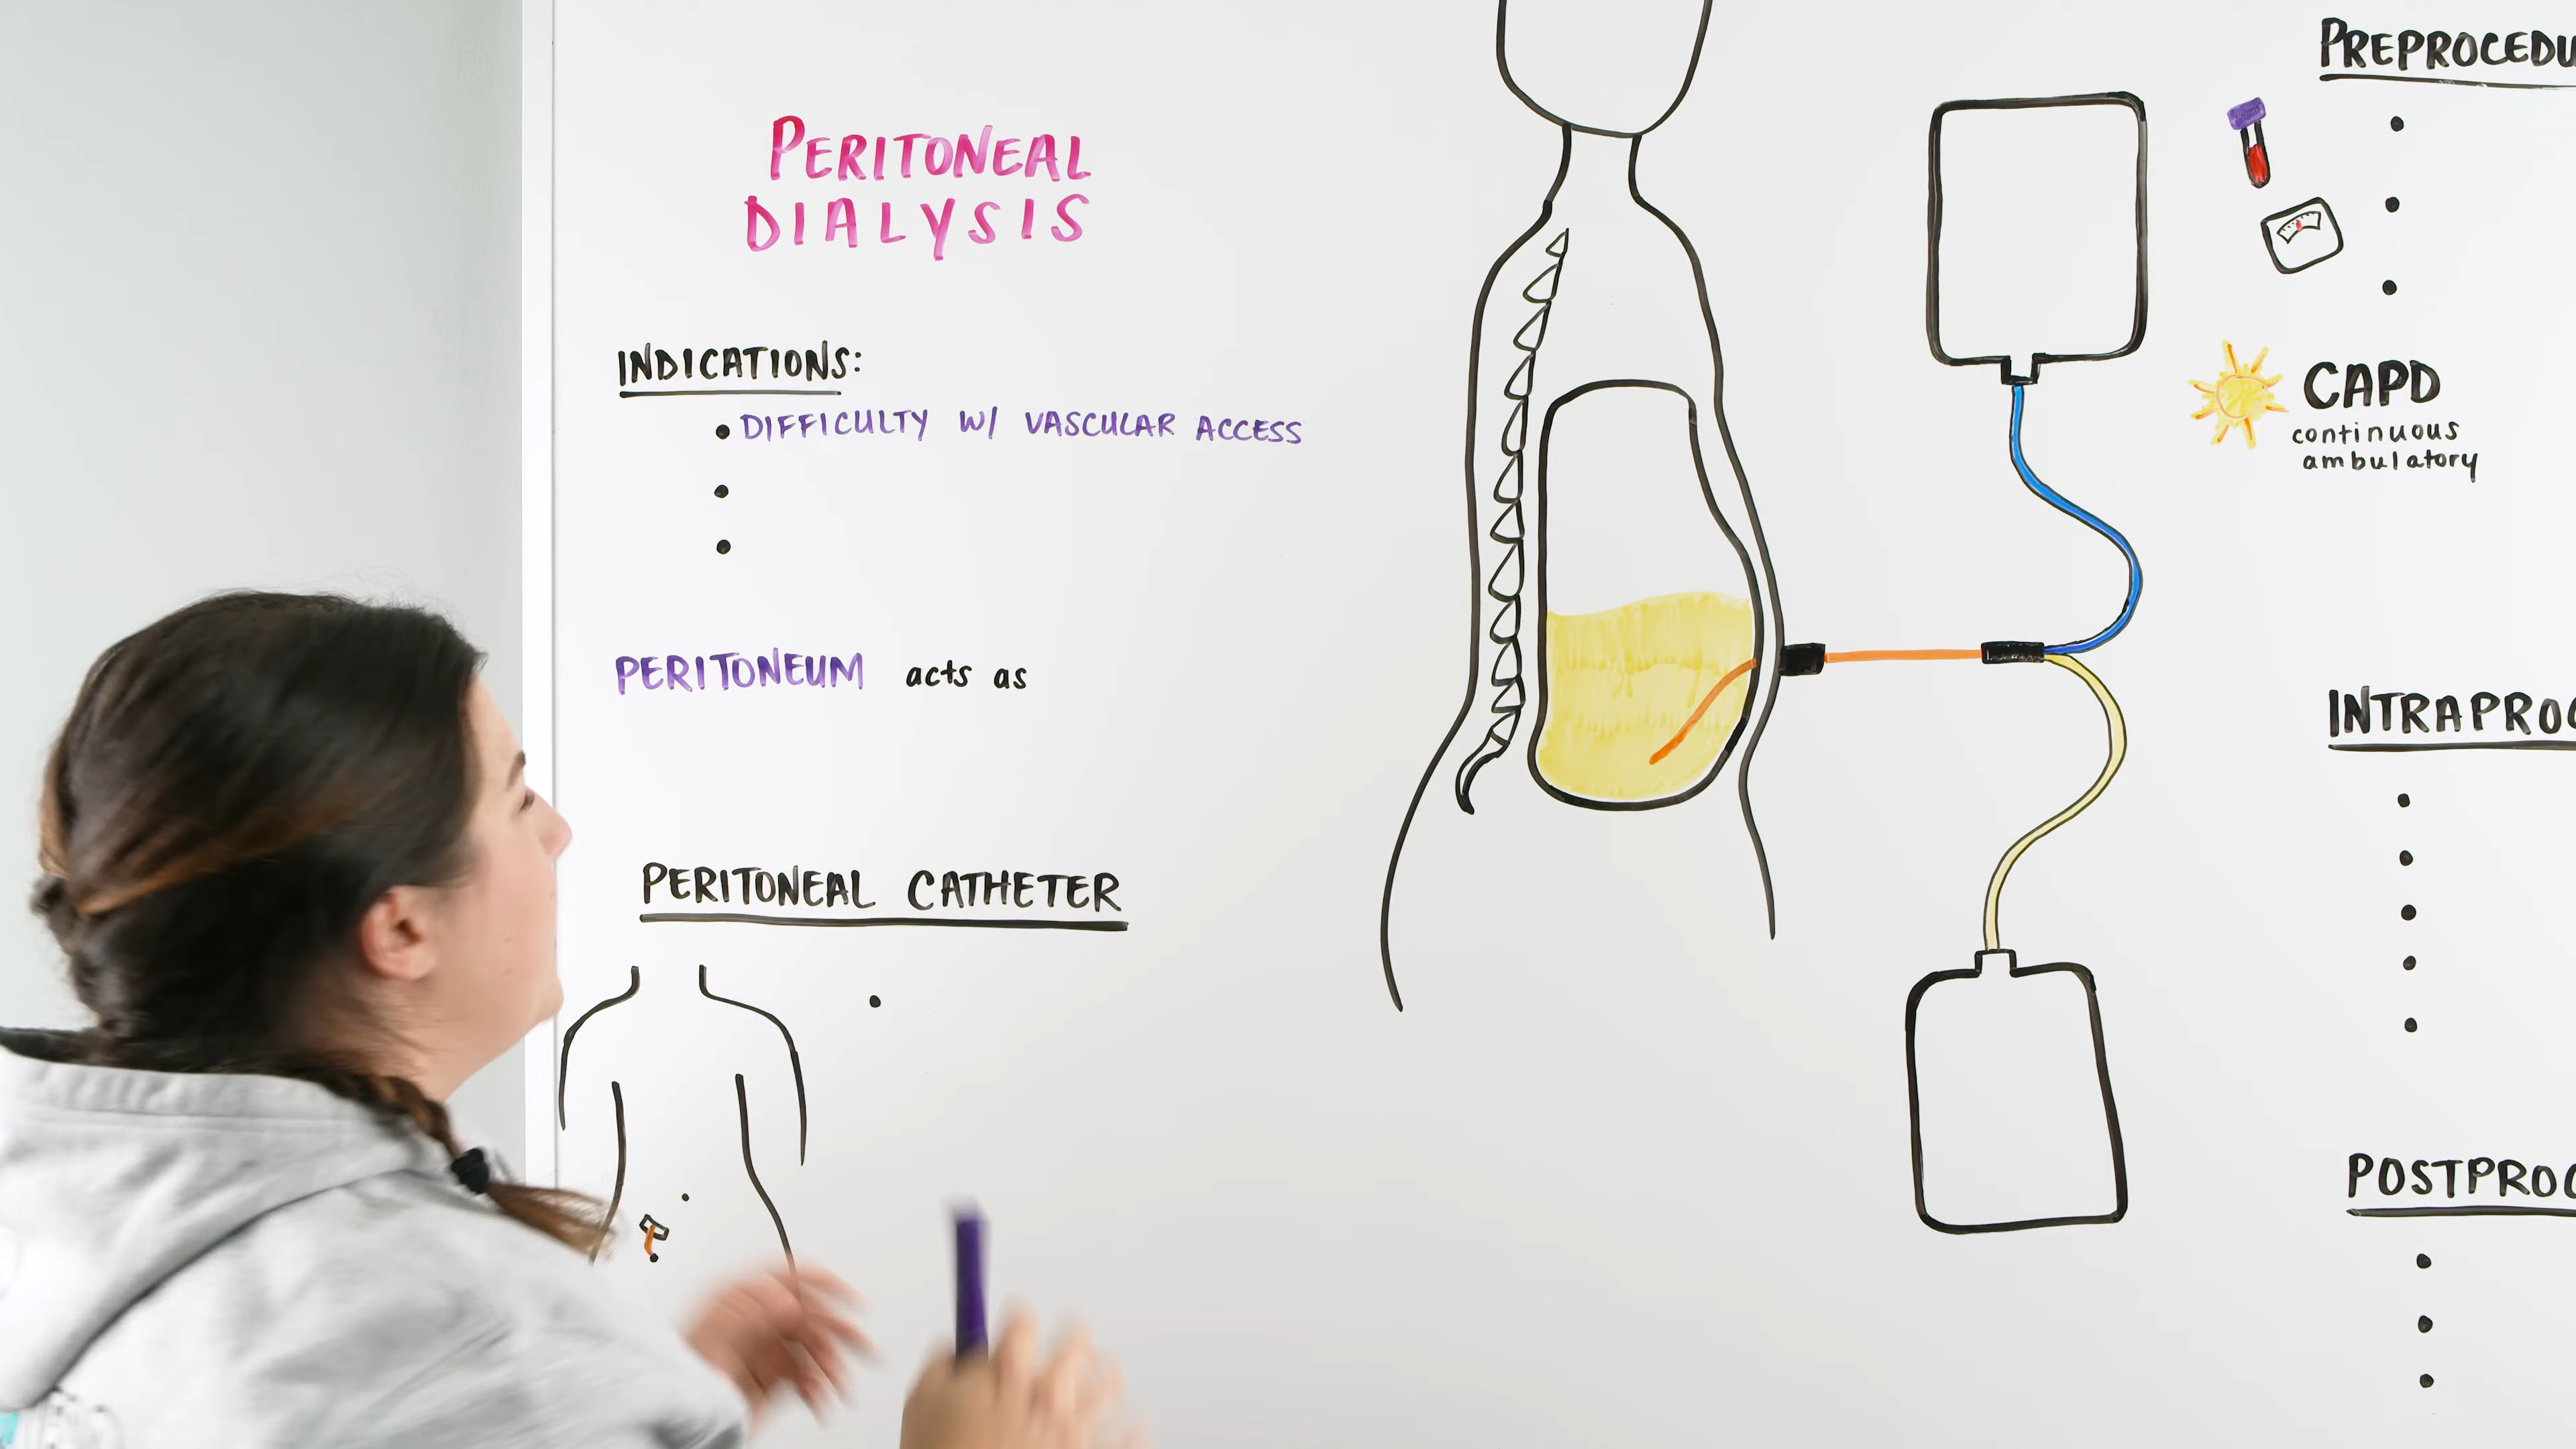 PERITONEAL
DIALYSIS
INDICATIONS:
• DIFFICULTY W/ VASCULAR ACCESS
PERITONEUM acts as
PERITONEAL CATHETER
CAPD
continuous
ambulatory